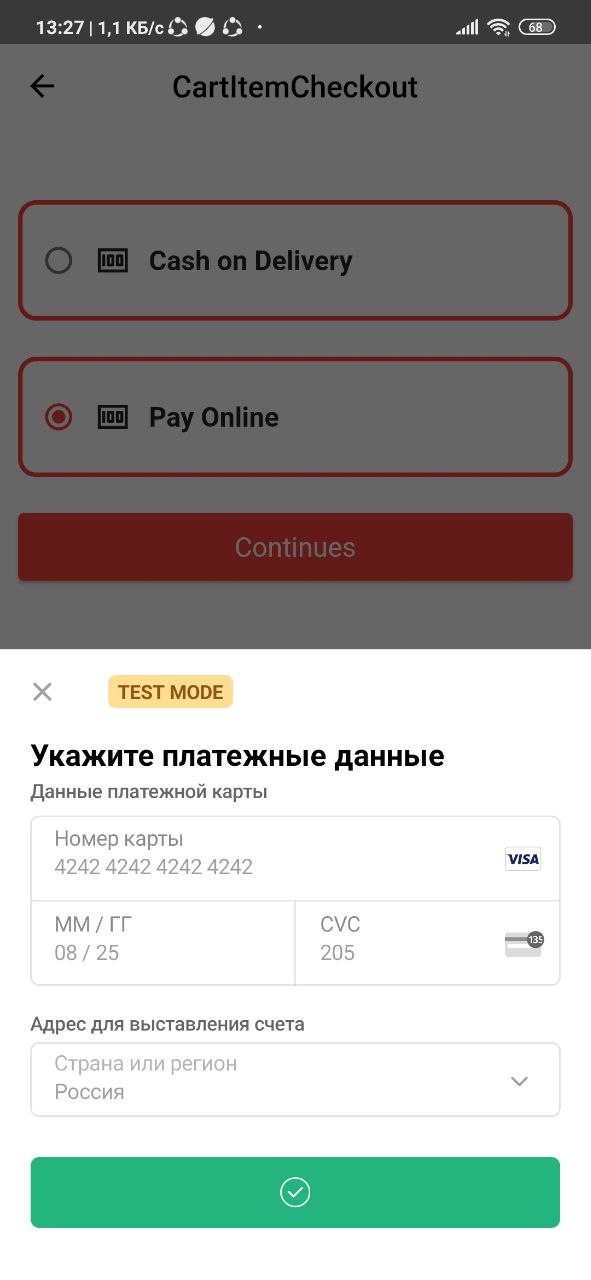 13:27 | 1,1 КБ/с 68
CartItemCheckout
100 Cash on Delivery
100 Pay Online
Continues
TEST MODE
Укажите платежные данные
Данные платежной карты
Номер карты
4242 4242 4242 4242
VISA
ММ / ГГ
08 / 25
CVC
205
135
Адрес для выставления счета
Страна или регион
Россия